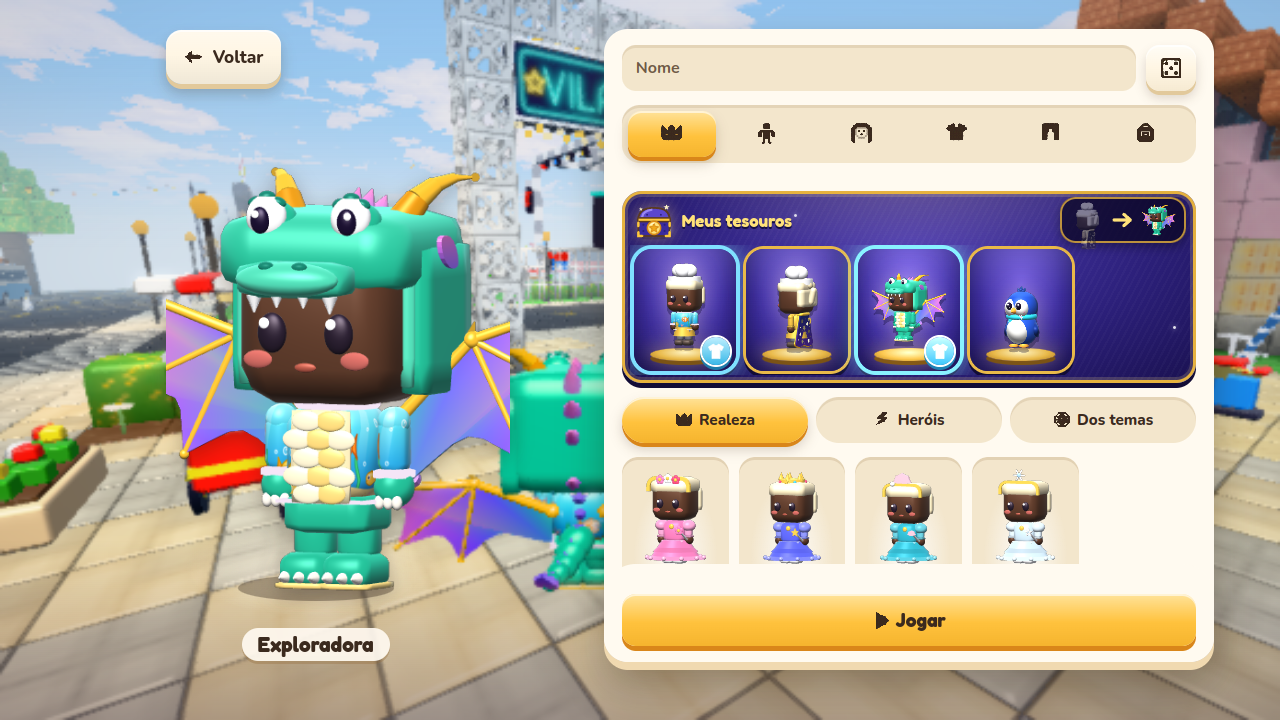 Voltar
Nome
Meus tesouros
Realeza
Heróis
Dos temas
Jogar
Exploradora